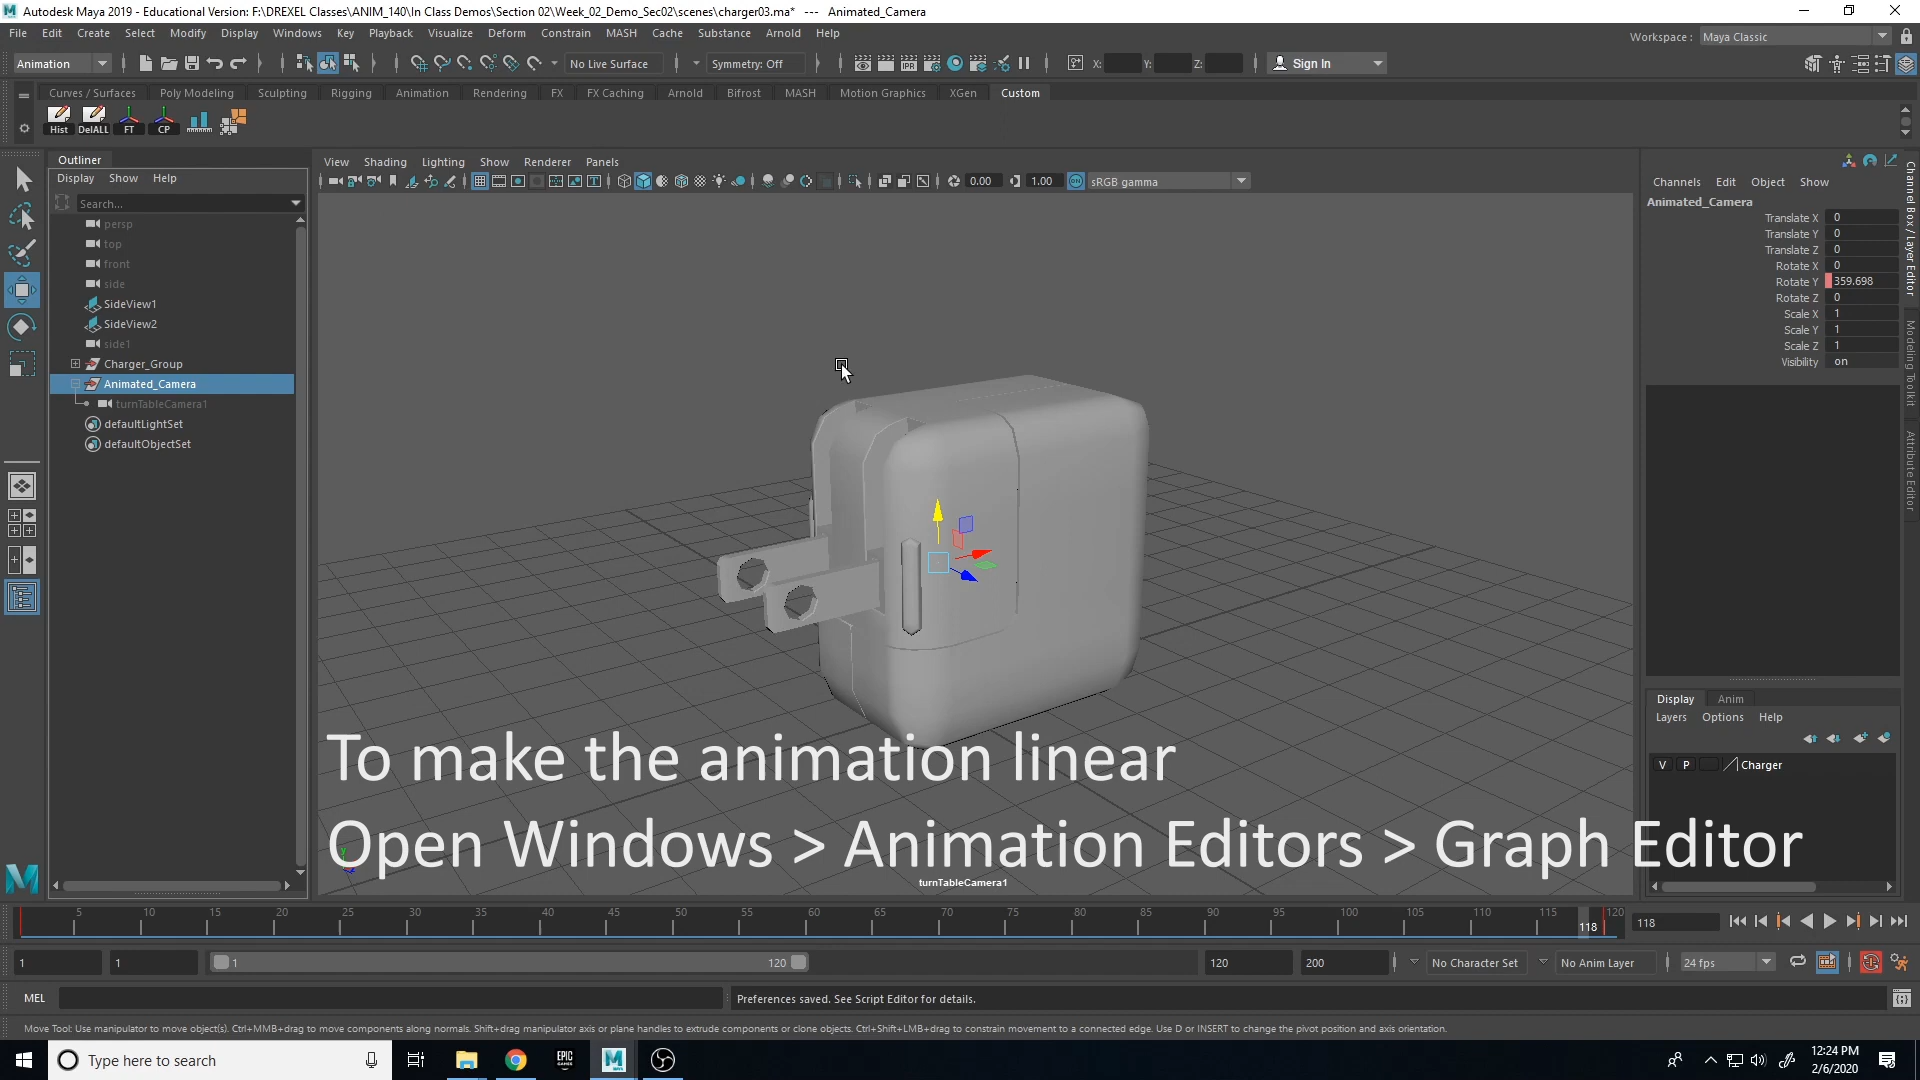 Autodesk Maya 2019 - Educational Version: F:\DREXEL Classes\ANIM_140\In Class Demos\Section 02\Week_02_Demo_Sec02\scenes\charger03.ma* --- Animated_Camera
File Edit Create Select Modify Display Windows Key Playback Visualize Deform Constrain MASH Cache Substance Arnold Help
Workspace : Maya Classic
Animation No Live Surface Symmetry: Off X: Y: Z: Sign In
Curves / Surfaces Poly Modeling Sculpting Rigging Animation Rendering FX FX Caching Arnold Bifrost MASH Motion Graphics XGen Custom
Hist DelALL FT CP
Outliner
Display Show Help
Search...
persp
top
front
side
SideView1
SideView2
side1
Charger_Group
Animated_Camera
turnTableCamera1
defaultLightSet
defaultObjectSet
View Shading Lighting Show Renderer Panels
0.00 1.00 sRGB gamma
Channels Edit Object Show
Animated_Camera
Translate X 0
Translate Y 0
Translate Z 0
Rotate X 0
Rotate Y 359.698
Rotate Z 0
Scale X 1
Scale Y 1
Scale Z 1
Visibility on
Channel Box / Layer Editor
Modeling Toolkit
Attribute Editor
Display Anim
Layers Options Help
V P Charger
To make the animation linear
Open Windows > Animation Editors > Graph Editor
y
turnTableCamera1
5 10 15 20 25 30 35 40 45 50 55 60 65 70 75 80 85 90 95 100 105 110 115 120
118 118
1 1 1 120 120 200 No Character Set No Anim Layer 24 fps
MEL Preferences saved. See Script Editor for details.
Move Tool: Use manipulator to move object(s). Ctrl+MMB+drag to move components along normals. Shift+drag manipulator axis or plane handles to extrude components or clone objects. Ctrl+Shift+LMB+drag to constrain movement to a connected edge. Use D or INSERT to change the pivot position and axis orientation.
Type here to search
EPIC GAMES
12:24 PM
2/6/2020